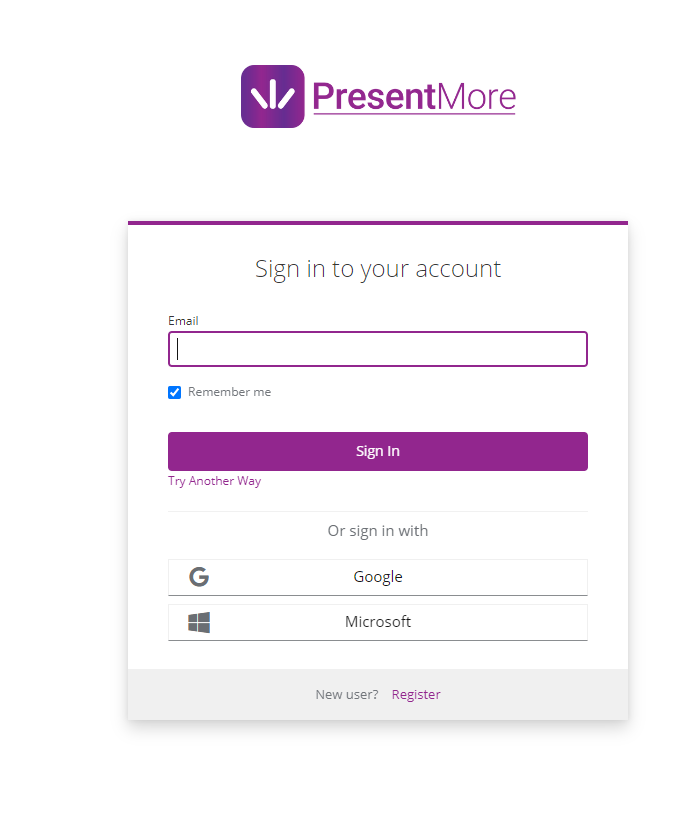 PresentMore
Sign in to your account
Email
Remember me
Sign In
Try Another Way
Or sign in with
Google
Microsoft
New user? Register